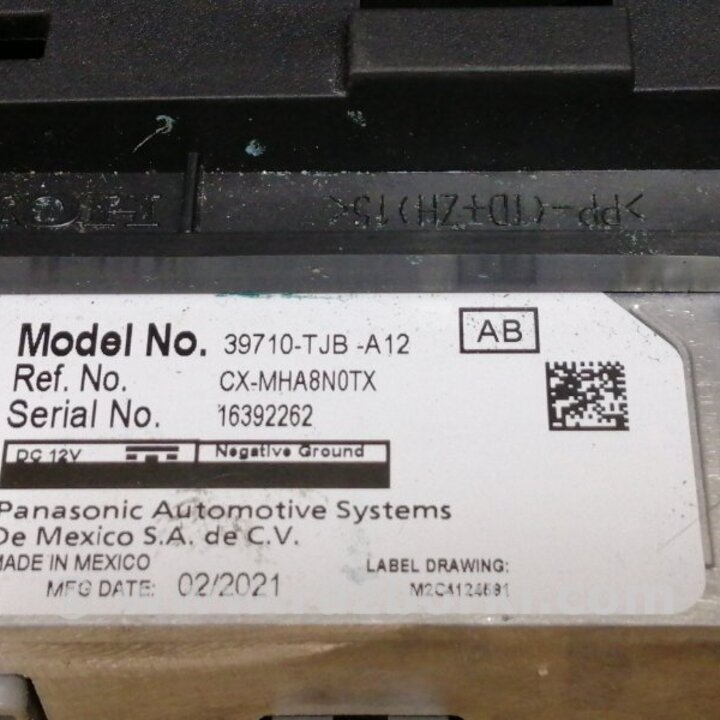 >PP-(TD+ZH)15<
Model No. 39710-TJB -A12 AB
Ref. No. CX-MHA8N0TX
Serial No. 16392262
DC 12V Negative Ground
Panasonic Automotive Systems
De Mexico S.A. de C.V.
MADE IN MEXICO
LABEL DRAWING:
MFG DATE: 02/2021